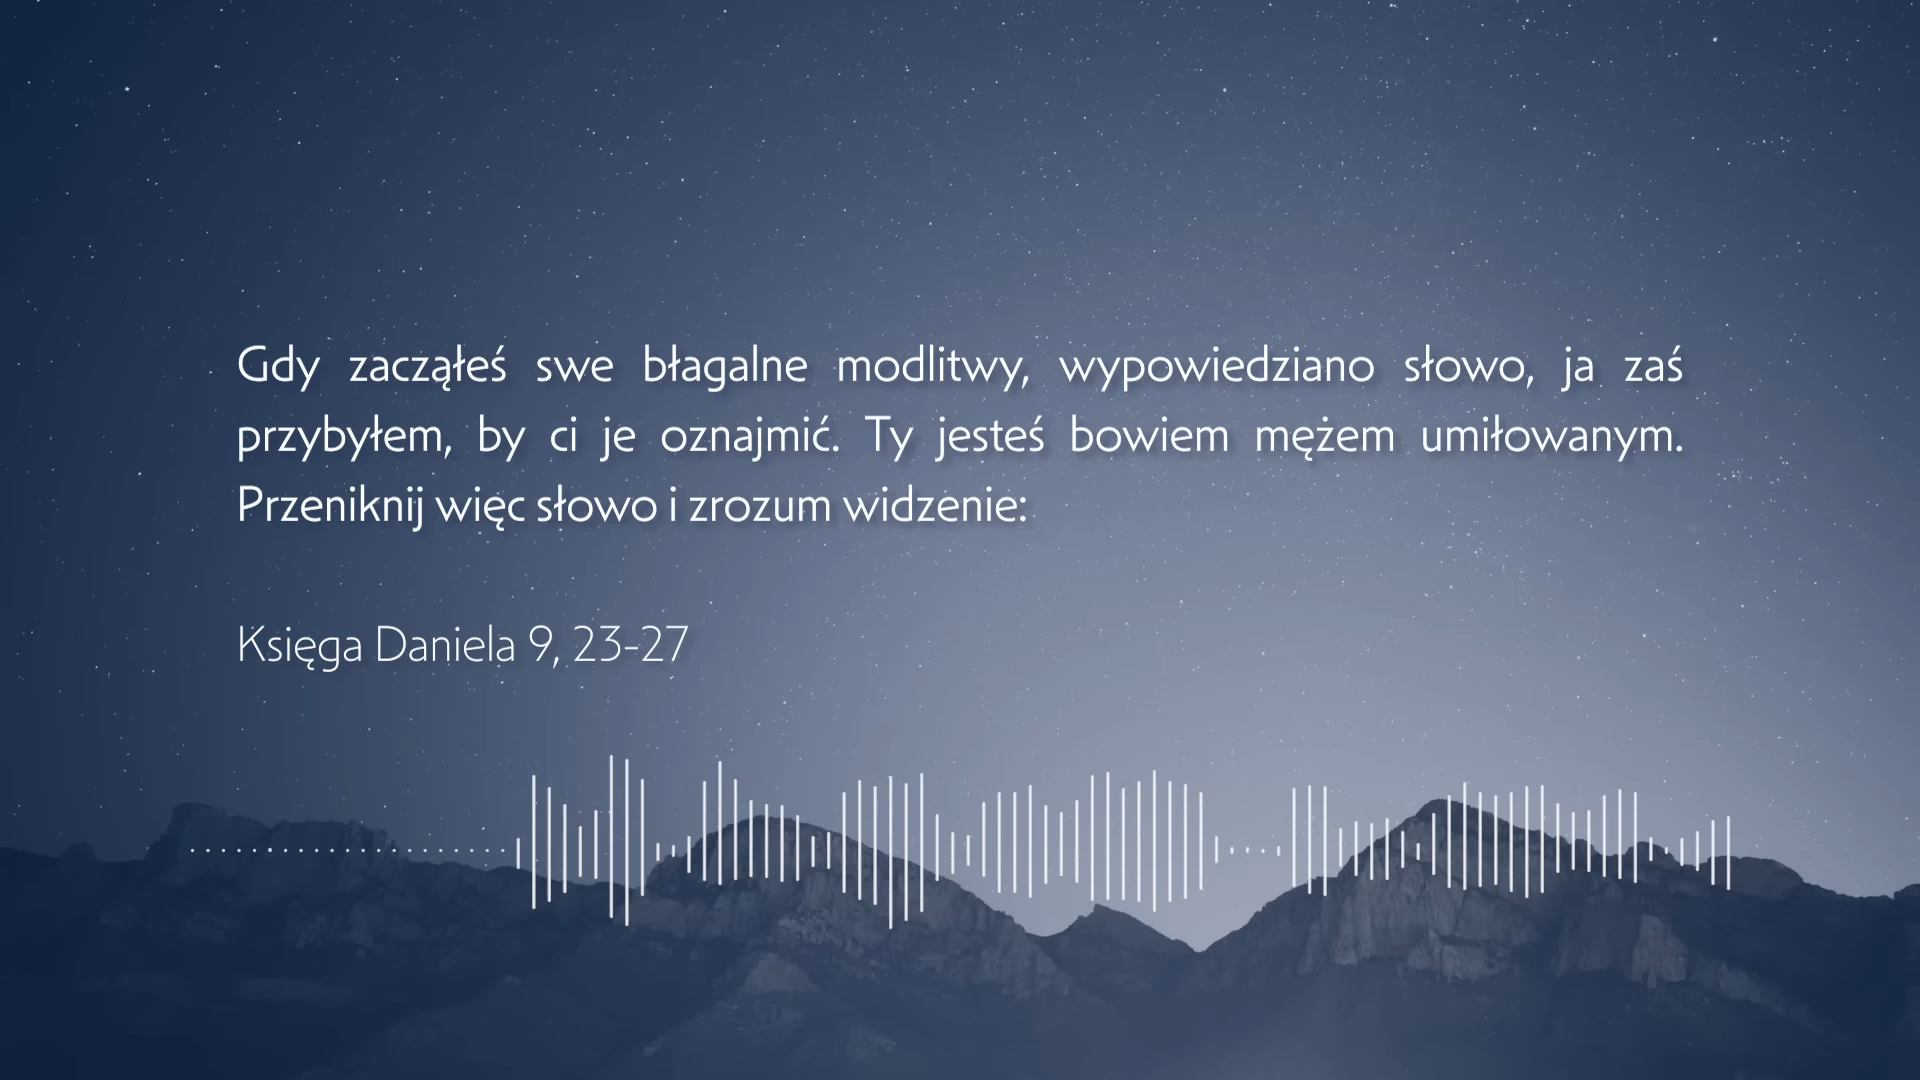 Gdy zacząłeś swe błagalne modlitwy, wypowiedziano słowo, ja zaś
przybyłem, by ci je oznajmić. Ty jesteś bowiem mężem umiłowanym.
Przeniknij więc słowo i zrozum widzenie:
Księga Daniela 9, 23-27